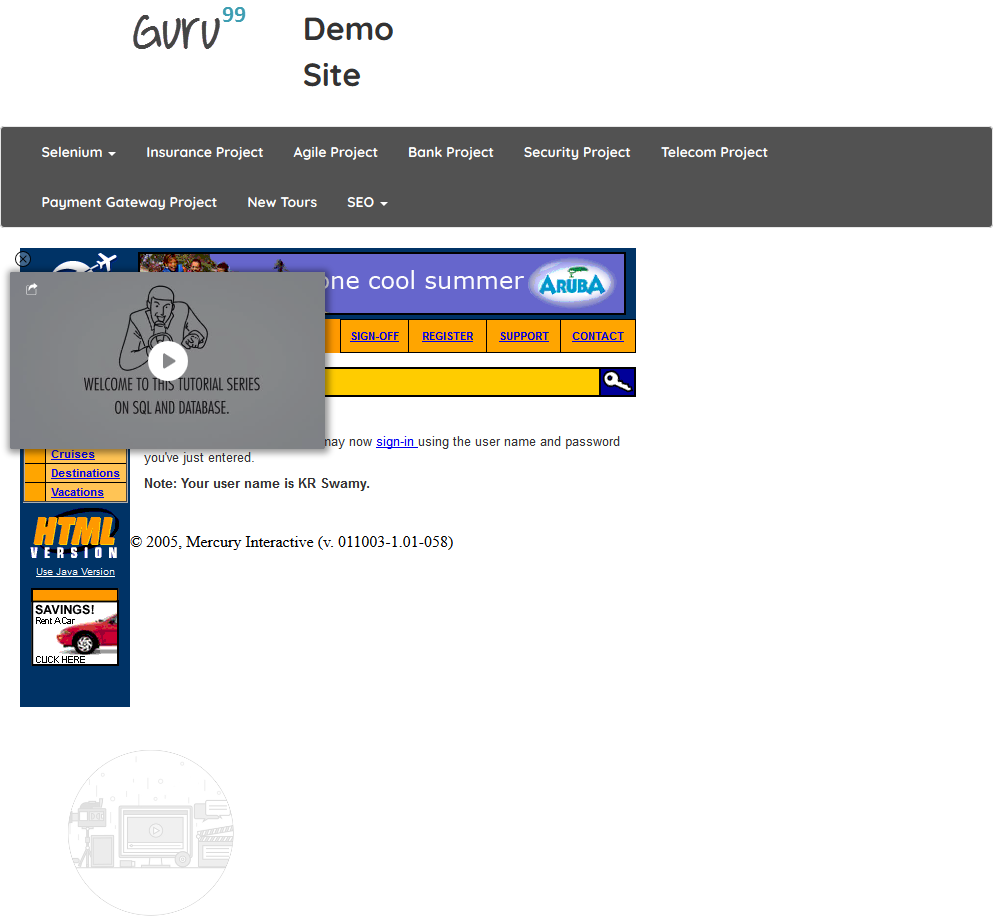 Guru99
Demo
Site
Selenium
Insurance Project
Agile Project
Bank Project
Security Project
Telecom Project
Payment Gateway Project
New Tours
SEO
one cool summer
ARUBA
SIGN-OFF
REGISTER
SUPPORT
CONTACT
WELCOME TO THIS TUTORIAL SERIES
ON SQL AND DATABASE.
may now sign-in using the user name and password
you've just entered.
Note: Your user name is KR Swamy.
Cruises
Destinations
Vacations
HTML
VERSION
© 2005, Mercury Interactive (v. 011003-1.01-058)
Use Java Version
SAVINGS!
Rent A Car
CLICK HERE